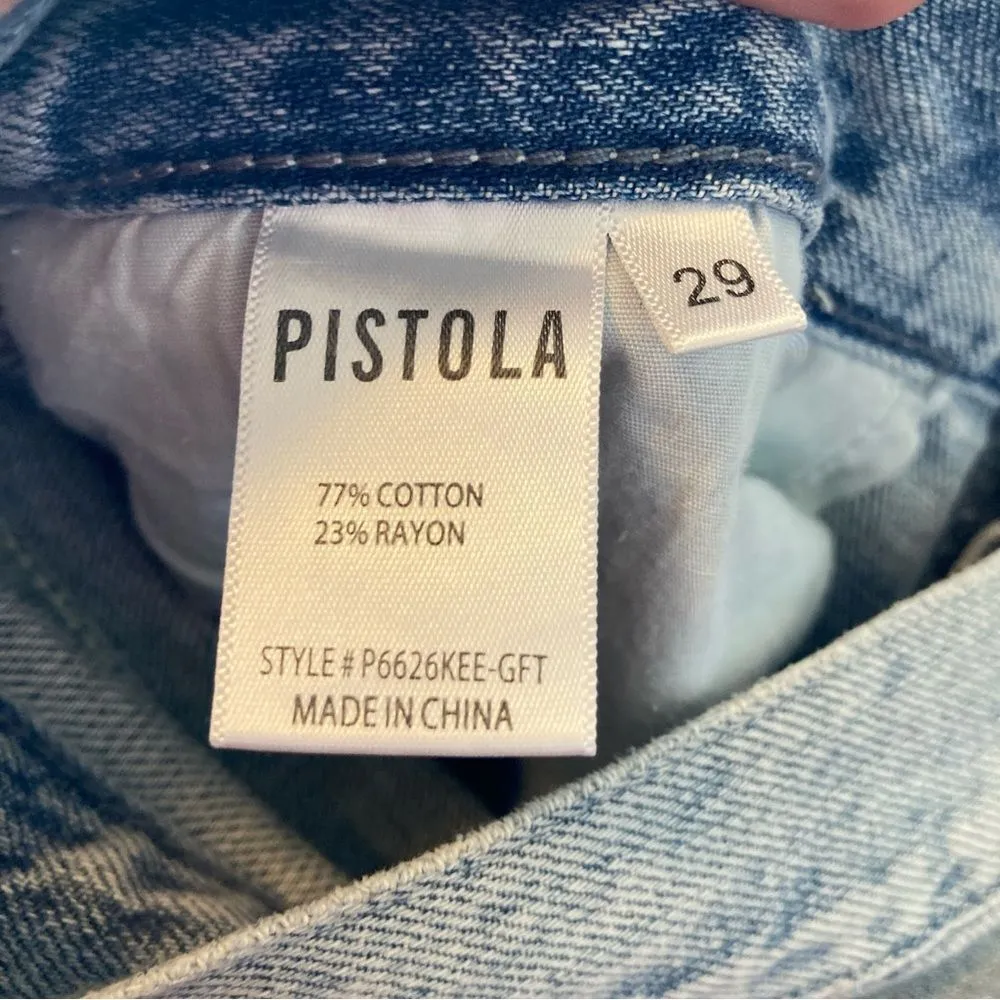 PISTOLA
29
77% COTTON
23% RAYON
STYLE # P6626KEE-GFT
MADE IN CHINA